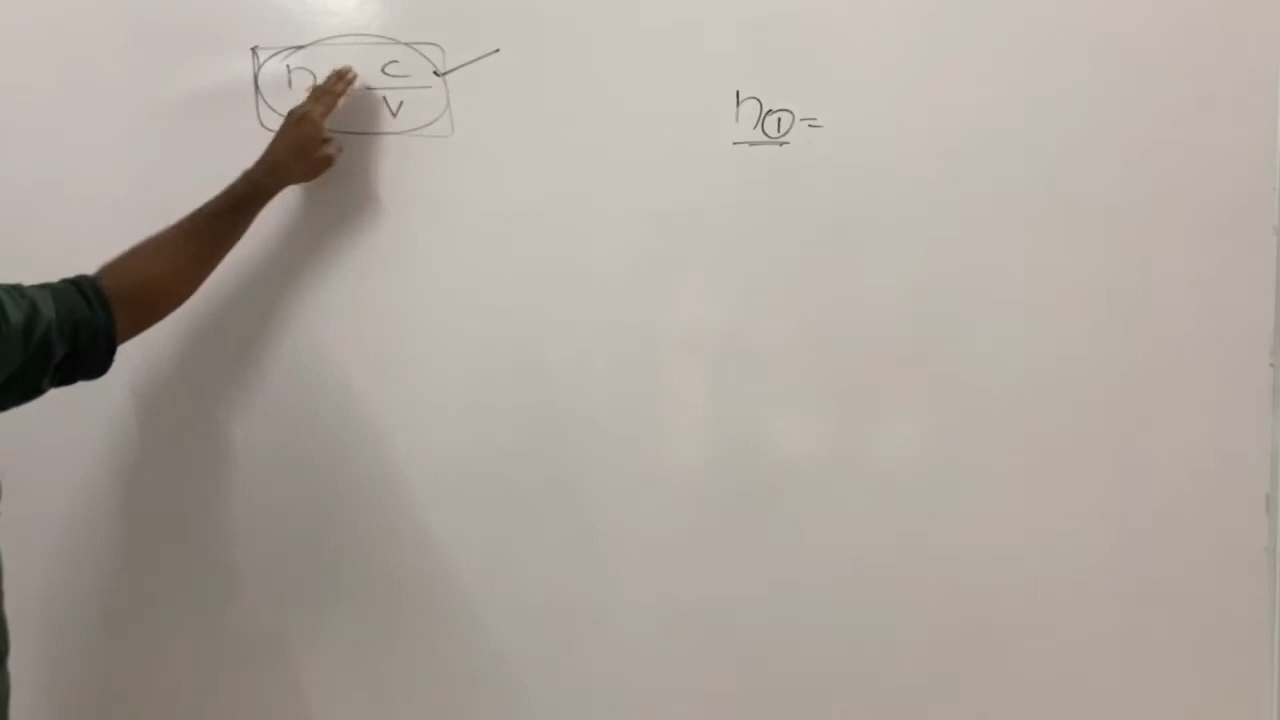 n c/v
n① =